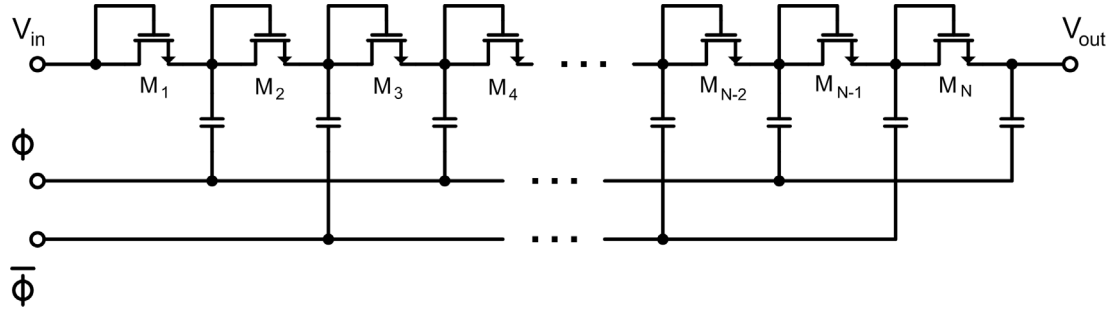 V_in V_out
M_1 M_2 M_3 M_4 ... M_N-2 M_N-1 M_N
ϕ ...
...
ϕ̅